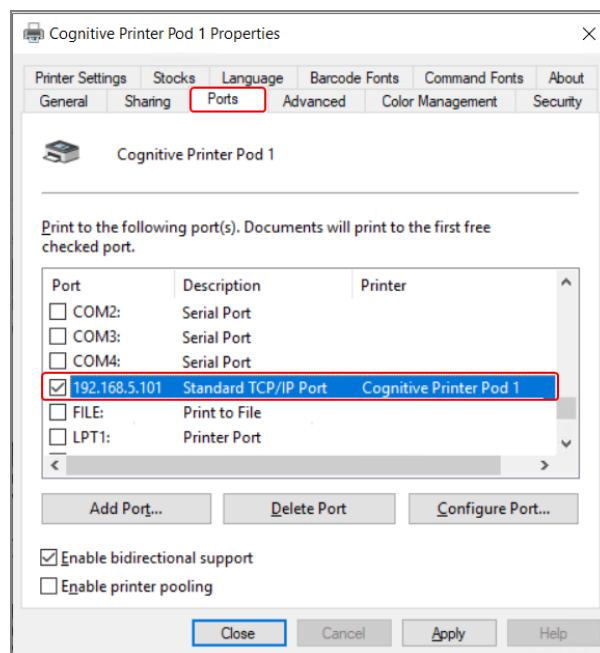 Cognitive Printer Pod 1 Properties
Printer Settings Stocks Language Barcode Fonts Command Fonts About
General Sharing Ports Advanced Color Management Security
Cognitive Printer Pod 1
Print to the following port(s). Documents will print to the first free
checked port.
Port Description Printer
COM2: Serial Port
COM3: Serial Port
COM4: Serial Port
192.168.5.101 Standard TCP/IP Port Cognitive Printer Pod 1
FILE: Print to File
LPT1: Printer Port
Add Port... Delete Port Configure Port...
Enable bidirectional support
Enable printer pooling
Close Cancel Apply Help